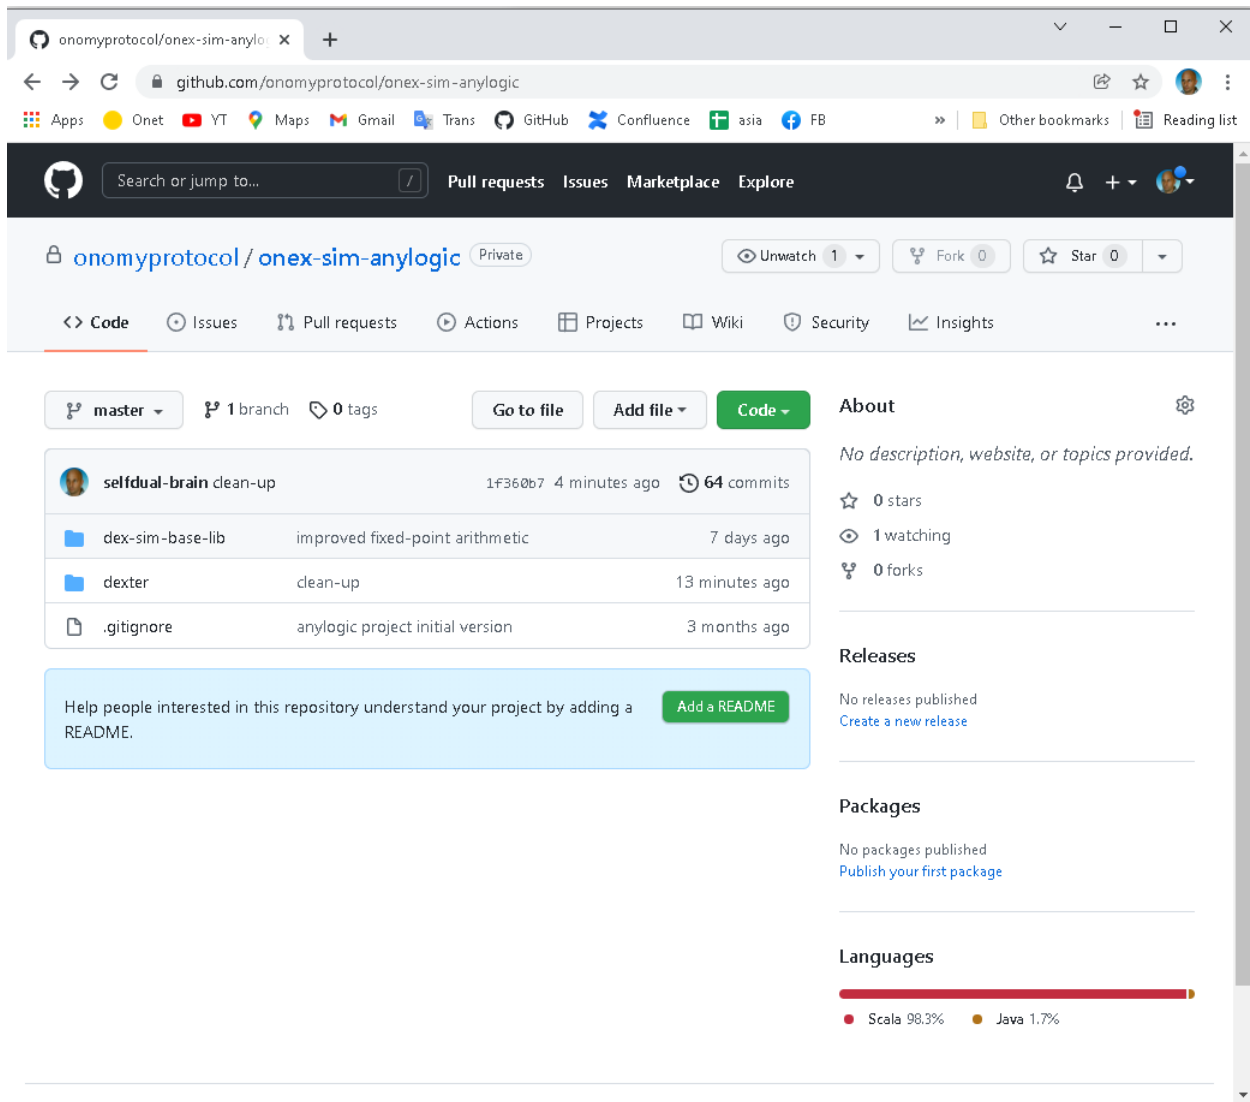 onomyprotocol/onex-sim-anylo
github.com/onomyprotocol/onex-sim-anylogic
Apps Onet YT Maps Gmail Trans GitHub Confluence asia FB » Other bookmarks Reading list
Search or jump to... / Pull requests Issues Marketplace Explore
onomyprotocol / onex-sim-anylogic Private Unwatch 1 Fork 0 Star 0
<> Code Issues Pull requests Actions Projects Wiki Security Insights ...
master 1 branch 0 tags Go to file Add file Code
selfdual-brain clean-up 1f360b7 4 minutes ago 64 commits
dex-sim-base-lib improved fixed-point arithmetic 7 days ago
dexter clean-up 13 minutes ago
.gitignore anylogic project initial version 3 months ago
Help people interested in this repository understand your project by adding a
README.
Add a README
About
No description, website, or topics provided.
0 stars
1 watching
0 forks
Releases
No releases published
Create a new release
Packages
No packages published
Publish your first package
Languages
Scala 98.3% Java 1.7%